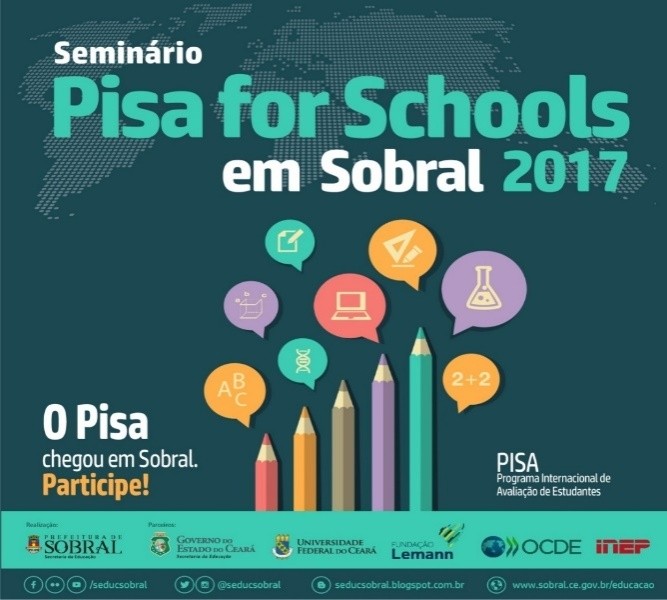 Seminário
Pisa for Schools
em Sobral 2017
A B
C
2+2
O Pisa
chegou em Sobral.
Participe!
PISA
Programa Internacional de
Avaliação de Estudantes
Realização:
PREFEITURA DE
SOBRAL
Secretaria da Educação
Parceiros:
GOVERNO DO
ESTADO DO CEARÁ
Secretaria da Educação
UNIVERSIDADE
FEDERAL DO CEARÁ
FUNDAÇÃO
Lemann
OCDE
INEP
/seducsobral
@seducsobral
seducsobral.blogspot.com.br
www.sobral.ce.gov.br/educacao